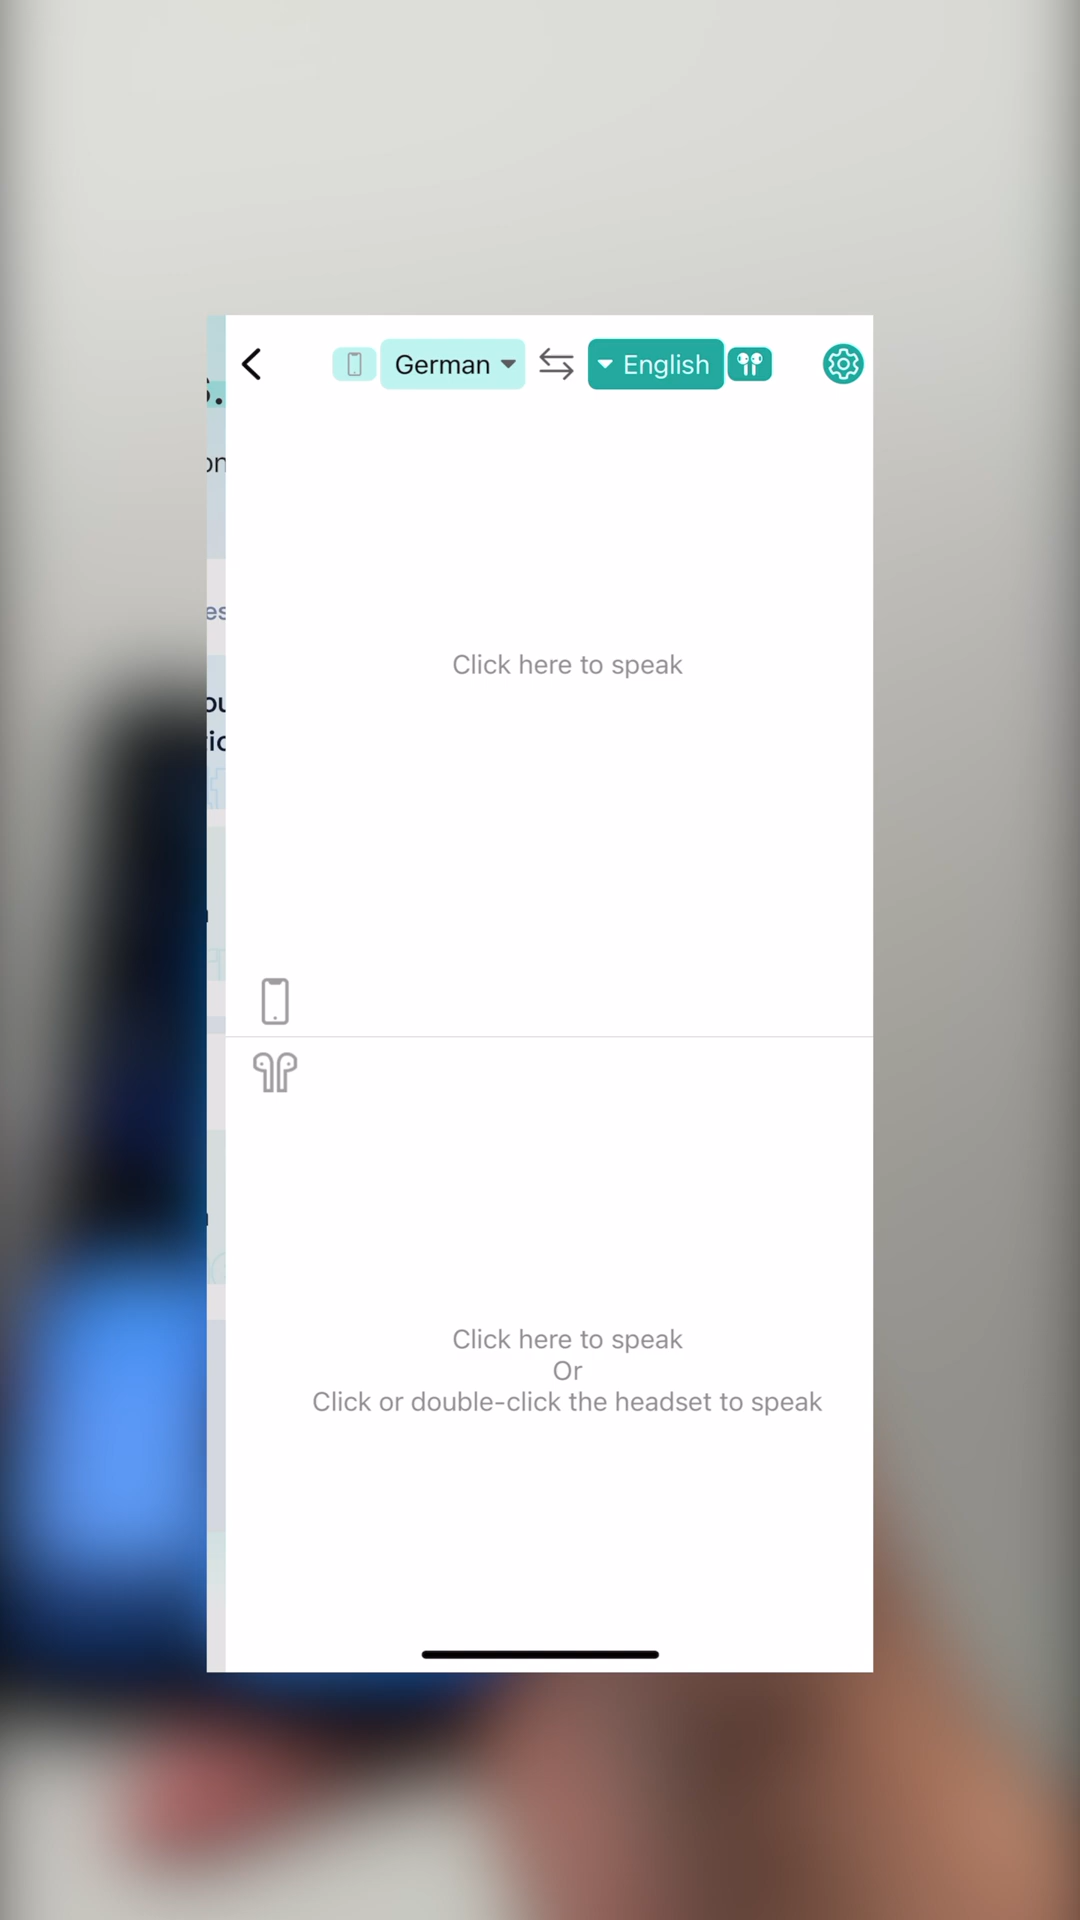 German
English
Click here to speak
Click here to speak
Or
Click or double-click the headset to speak